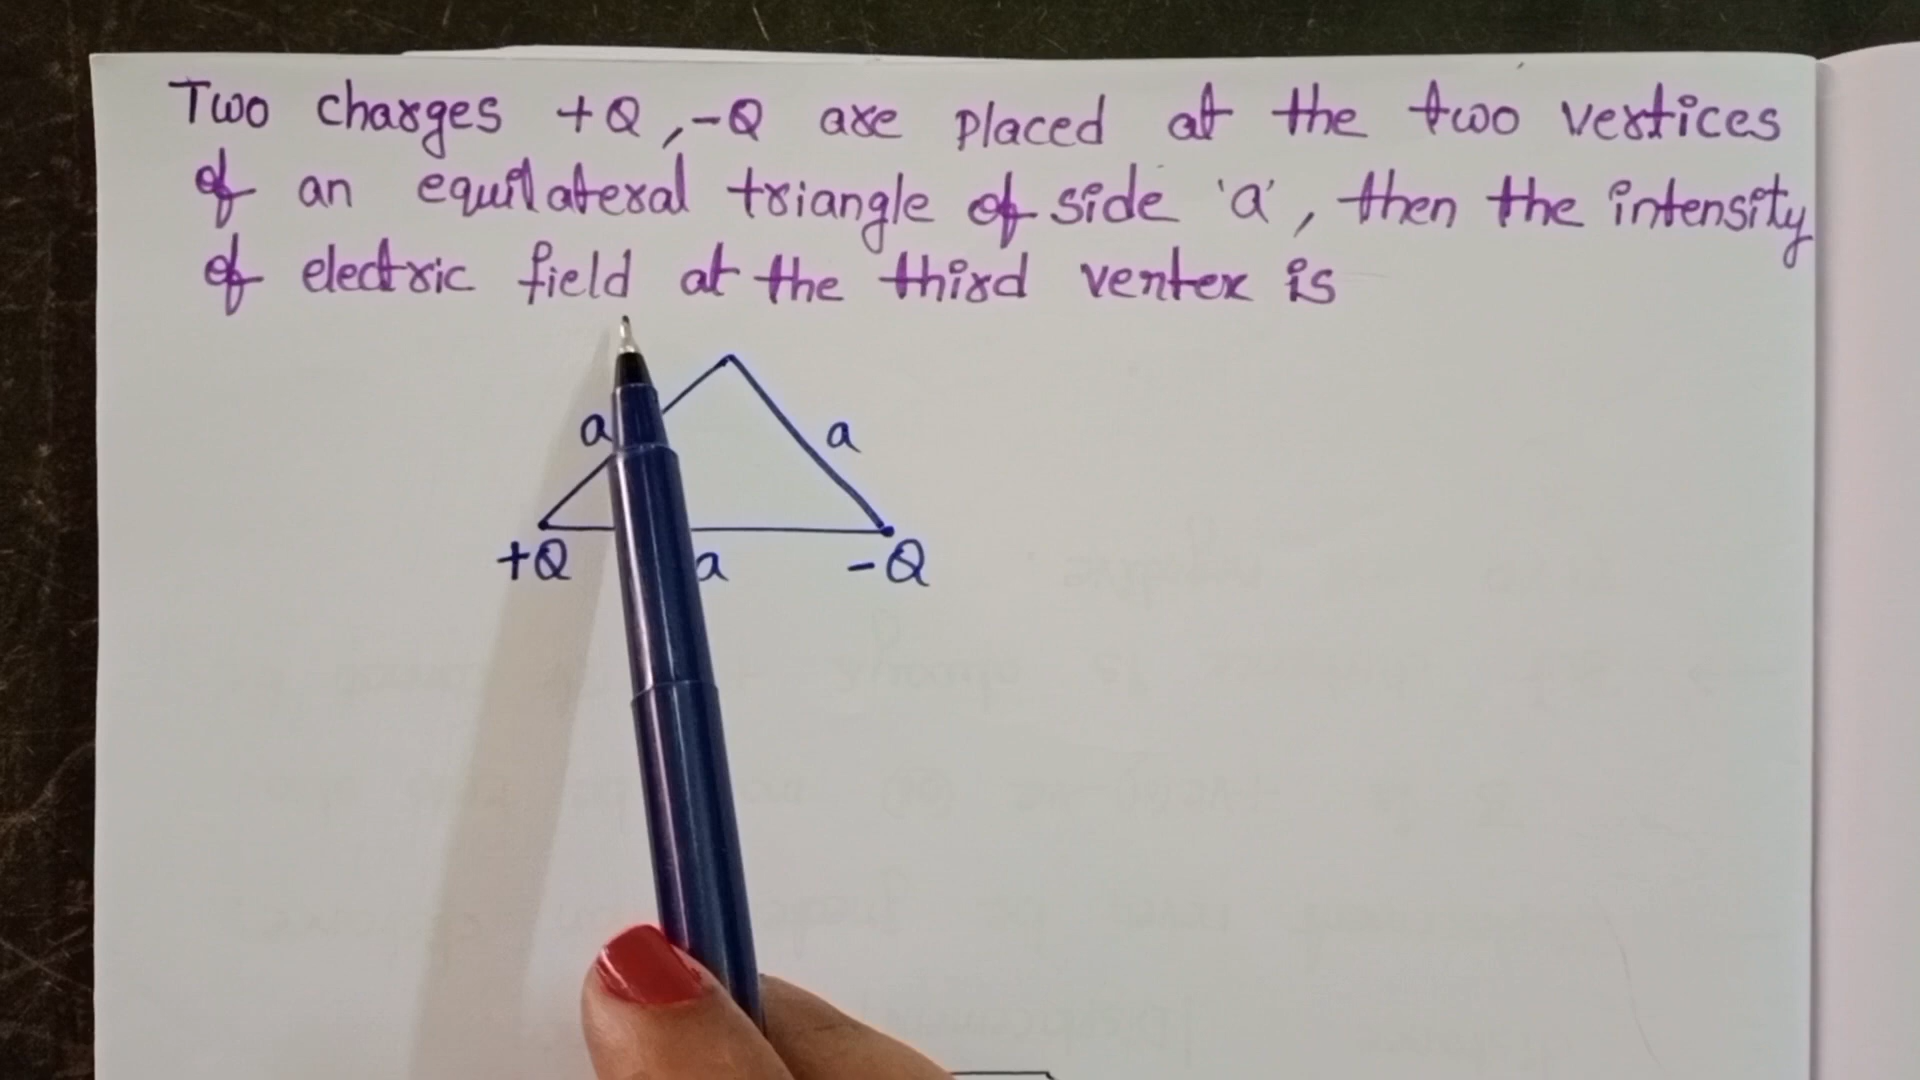 Two charges +Q, -Q are placed at the two vertices
of an equilateral triangle of side 'a', then the intensity
of electric field at the third vertex is
a a
+Q a -Q